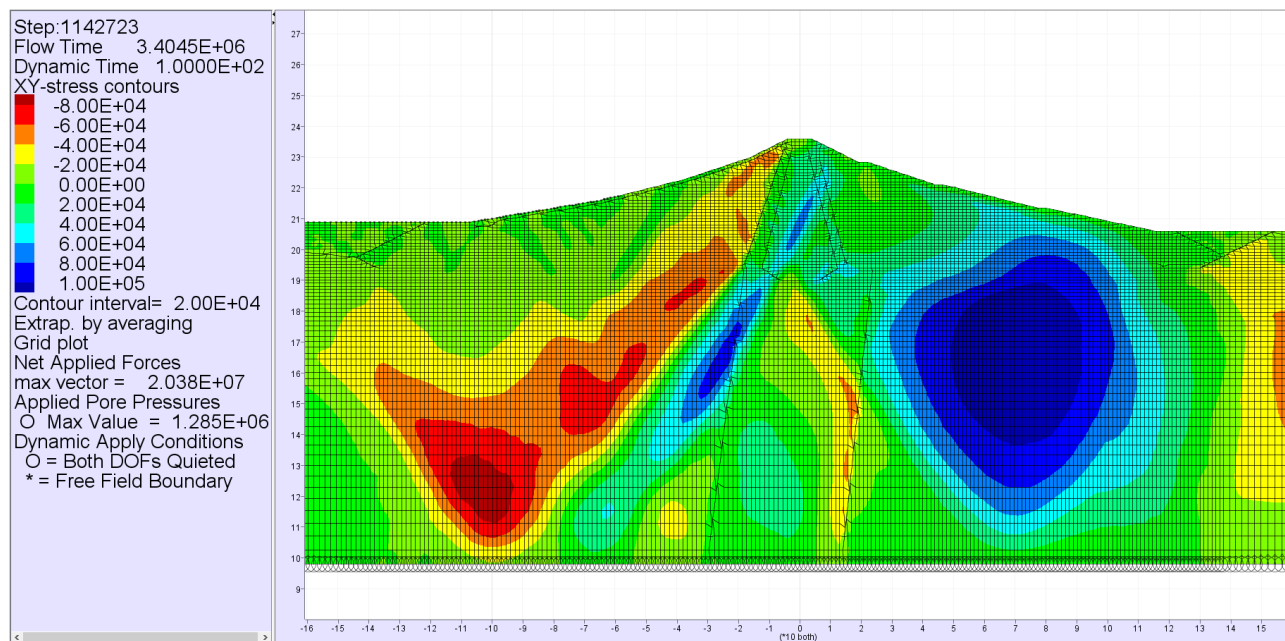 Step:1142723
Flow Time 3.4045E+06
Dynamic Time 1.0000E+02
XY-stress contours
-8.00E+04
-6.00E+04
-4.00E+04
-2.00E+04
0.00E+00
2.00E+04
4.00E+04
6.00E+04
8.00E+04
1.00E+05
Contour interval= 2.00E+04
Extrap. by averaging
Grid plot
Net Applied Forces
max vector = 2.038E+07
Applied Pore Pressures
O Max Value = 1.285E+06
Dynamic Apply Conditions
O = Both DOFs Quieted
* = Free Field Boundary
27
26
25
24
23
22
21
20
19
18
17
16
15
14
13
12
11
10
9
-16 -15 -14 -13 -12 -11 -10 -9 -8 -7 -6 -5 -4 -3 -2 -1 0 1 2 3 4 5 6 7 8 9 10 11 12 13 14 15
(*10 both)